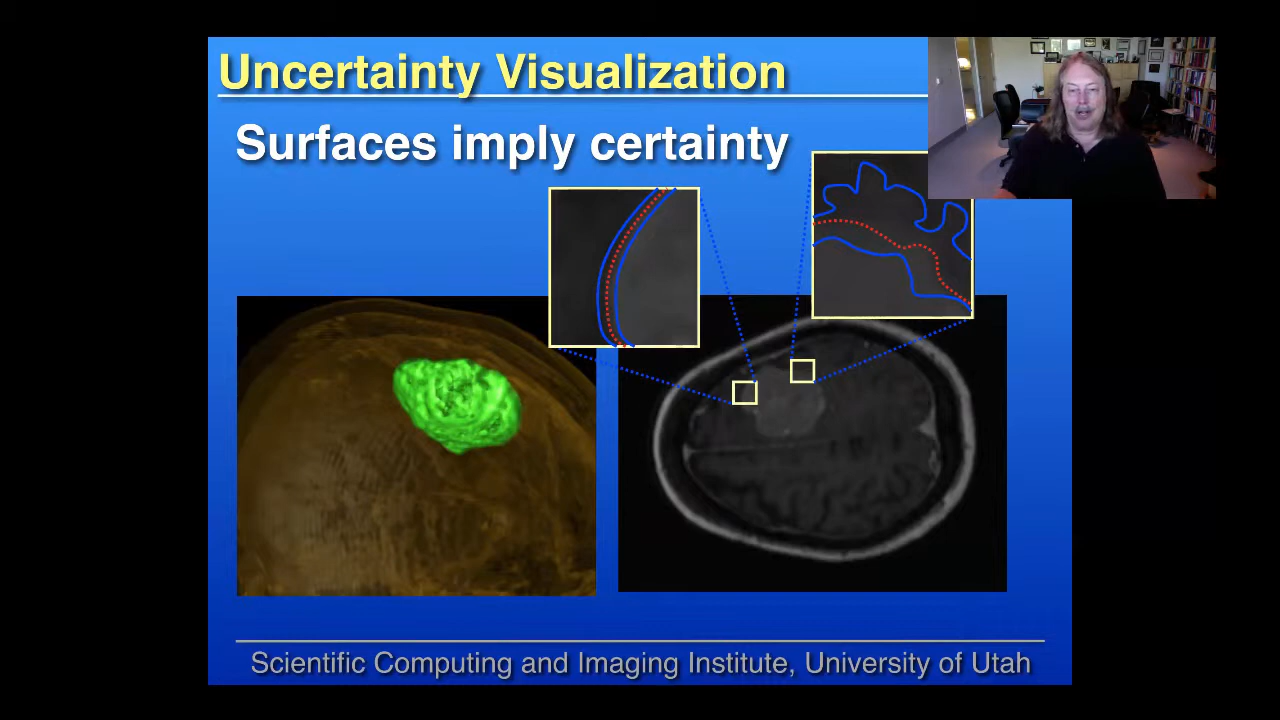 Uncertainty Visualization
Surfaces imply certainty
Scientific Computing and Imaging Institute, University of Utah